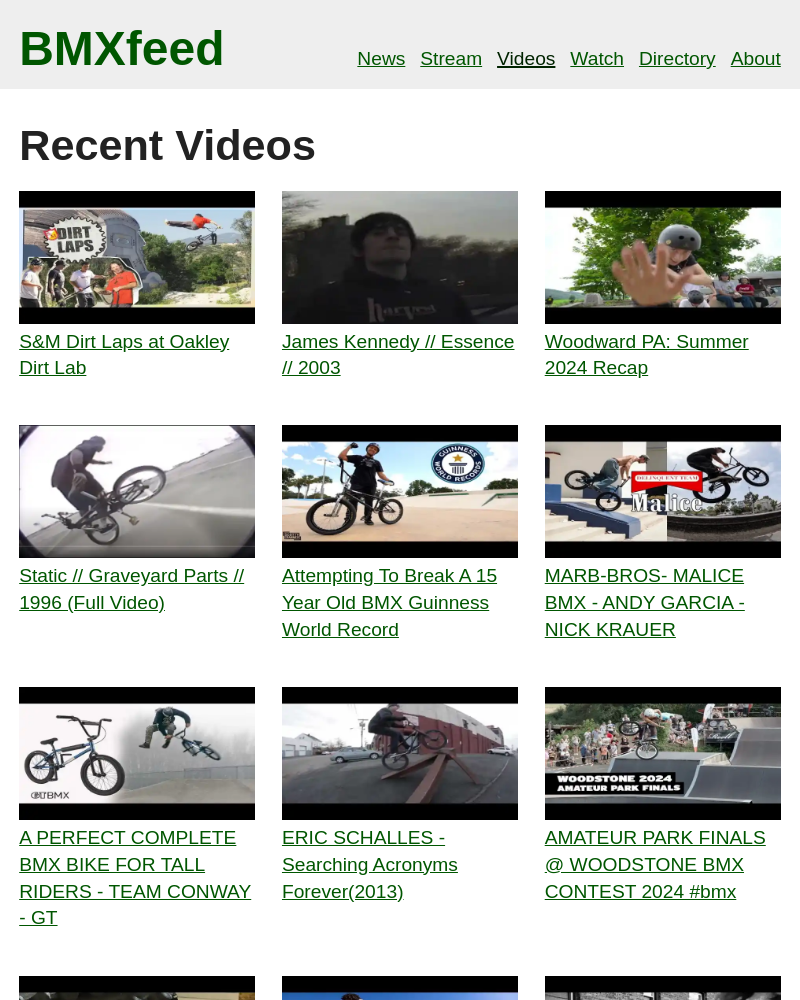 BMXfeed
News Stream Videos Watch Directory About
Recent Videos
DIRT
LAPS
S&M Dirt Laps at Oakley
Dirt Lab
James Kennedy // Essence
// 2003
Woodward PA: Summer
2024 Recap
Static // Graveyard Parts //
1996 (Full Video)
GUINNESS
WORLD RECORDS
Attempting To Break A 15
Year Old BMX Guinness
World Record
DELINQUENT TEAM
Malice
MARB-BROS- MALICE
BMX - ANDY GARCIA -
NICK KRAUER
GTBMX
A PERFECT COMPLETE
BMX BIKE FOR TALL
RIDERS - TEAM CONWAY
- GT
ERIC SCHALLES -
Searching Acronyms
Forever(2013)
WOODSTONE 2024
AMATEUR PARK FINALS
AMATEUR PARK FINALS
@ WOODSTONE BMX
CONTEST 2024 #bmx